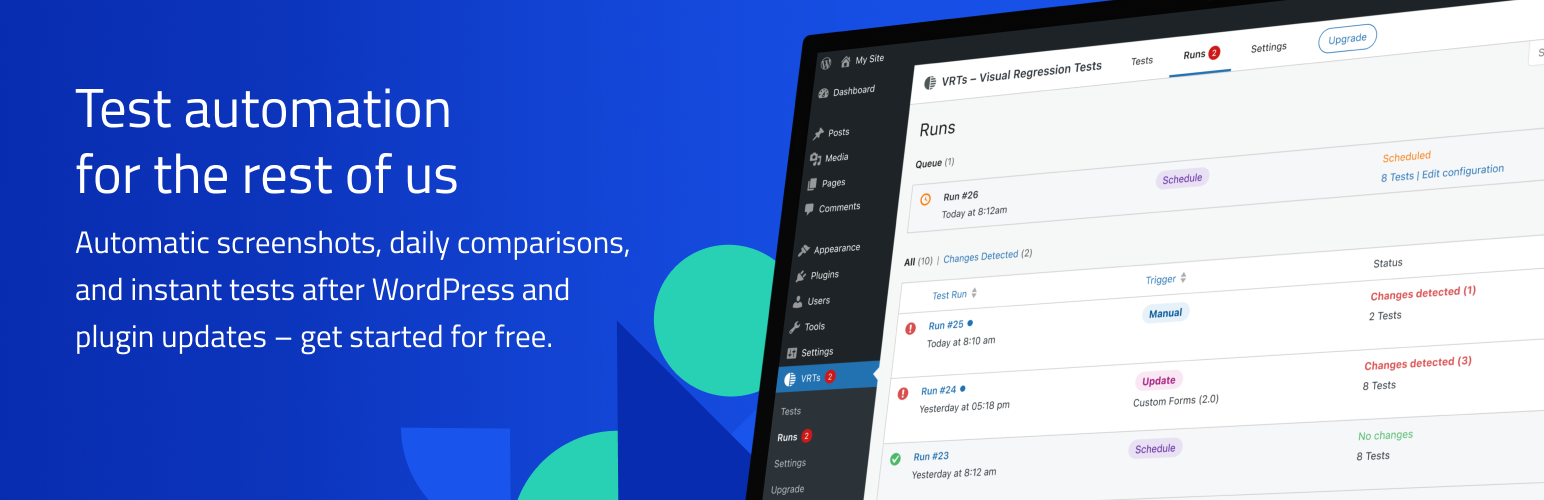 Test automation
for the rest of us
Automatic screenshots, daily comparisons,
and instant tests after WordPress and
plugin updates – get started for free.
My Site
Dashboard
Posts
Media
Pages
Comments
Appearance
Plugins
Users
Tools
Settings
VRTs 2
Tests
Runs 2
Settings
Upgrade
VRTs – Visual Regression Tests Tests Runs 2 Settings Upgrade
Runs
Queue (1)
Run #26 Schedule Scheduled
Today at 8:12am 8 Tests | Edit configuration
All (10) | Changes Detected (2)
Test Run Trigger Status
Run #25 Manual Changes detected (1)
Today at 8:10 am 2 Tests
Run #24 Update Changes detected (3)
Yesterday at 05:18 pm Custom Forms (2.0) 8 Tests
Run #23 Schedule No changes
Yesterday at 8:12 am 8 Tests